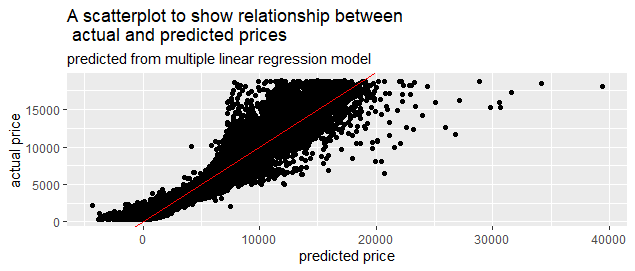 A scatterplot to show relationship between
actual and predicted prices
predicted from multiple linear regression model
actual price
15000
10000
5000
0
0
10000
20000
30000
40000
predicted price